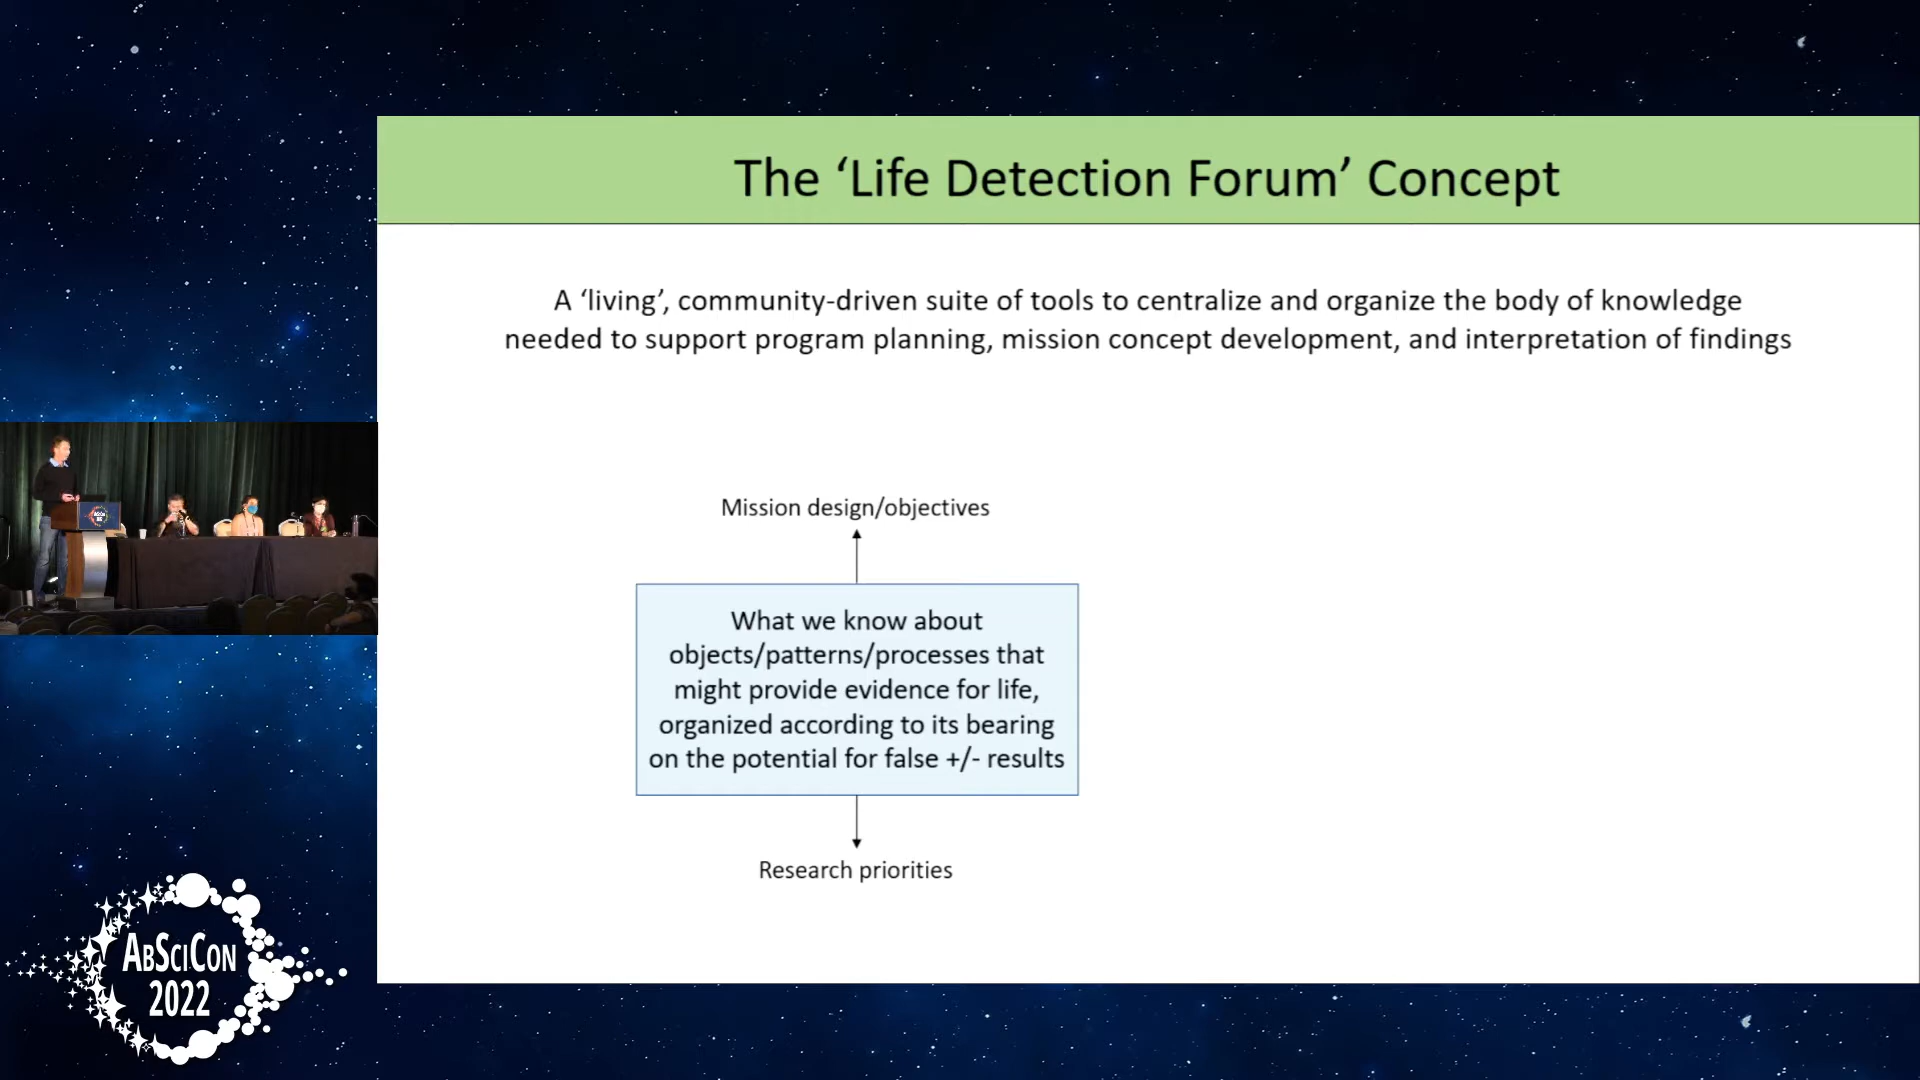 The ‘Life Detection Forum’ Concept
A ‘living’, community-driven suite of tools to centralize and organize the body of knowledge
needed to support program planning, mission concept development, and interpretation of findings
Mission design/objectives
What we know about
objects/patterns/processes that
might provide evidence for life,
organized according to its bearing
on the potential for false +/- results
Research priorities
ABSCICON
2022